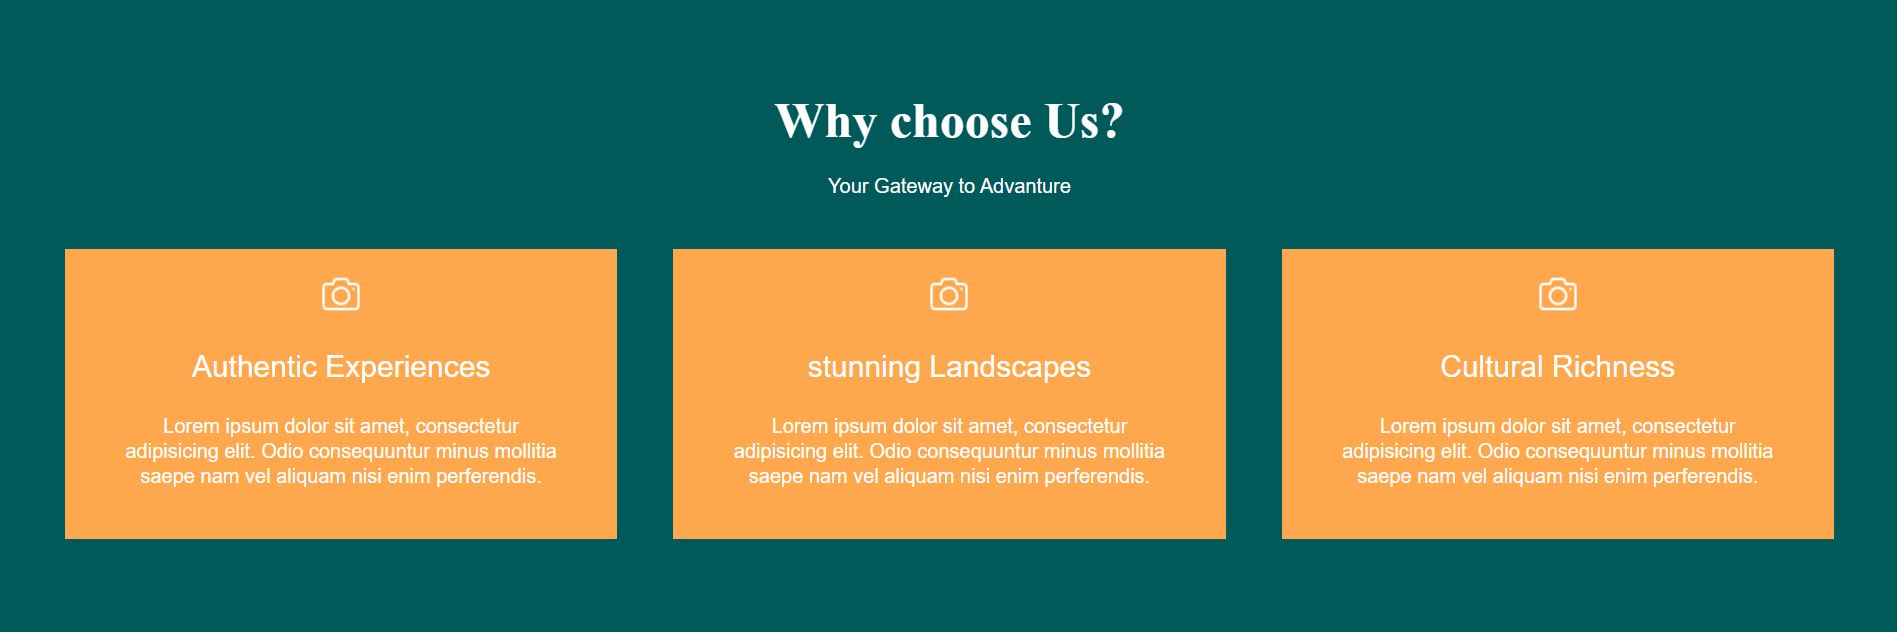 Why choose Us?
Your Gateway to Advanture
Authentic Experiences
Lorem ipsum dolor sit amet, consectetur
adipisicing elit. Odio consequuntur minus mollitia
saepe nam vel aliquam nisi enim perferendis.
stunning Landscapes
Lorem ipsum dolor sit amet, consectetur
adipisicing elit. Odio consequuntur minus mollitia
saepe nam vel aliquam nisi enim perferendis.
Cultural Richness
Lorem ipsum dolor sit amet, consectetur
adipisicing elit. Odio consequuntur minus mollitia
saepe nam vel aliquam nisi enim perferendis.